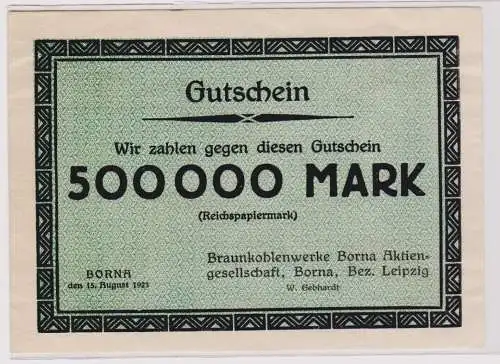 Gutschein
Wir zahlen gegen diesen Gutschein
500000 MARK
(Reichspapiermark)
Braunkohlenwerke Borna Aktien-
gesellschaft, Borna, Bez. Leipzig
W. Gebhardt
BORNA
den 15. August 1923